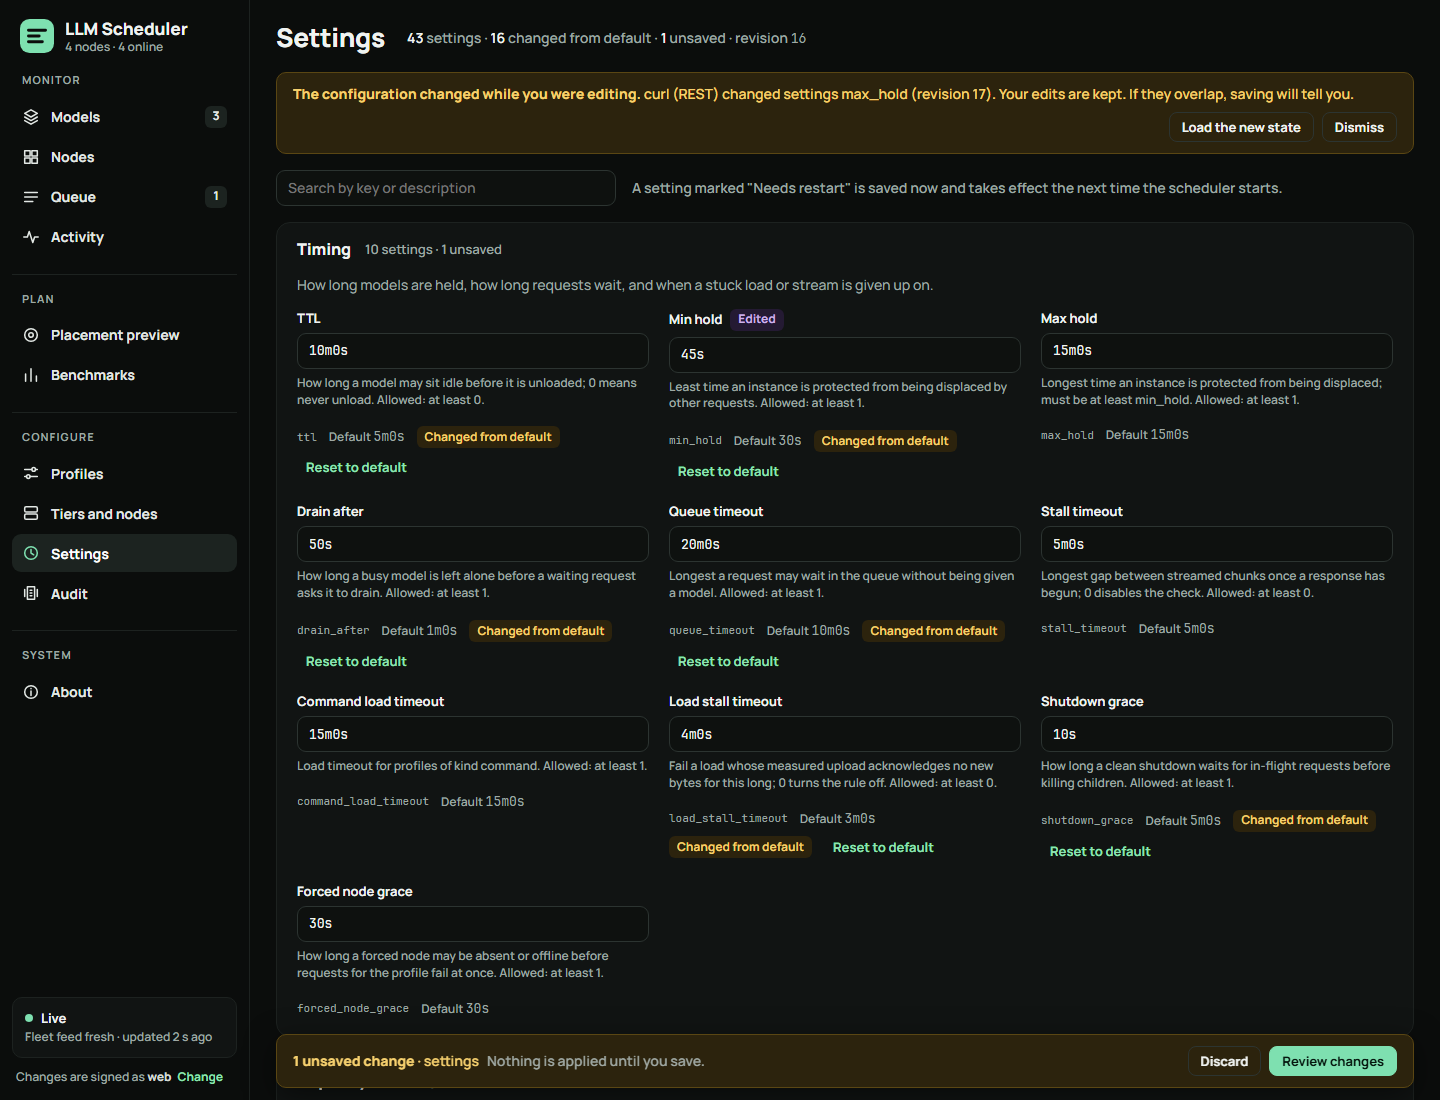 LLM Scheduler
4 nodes · 4 online
MONITOR
Models 3
Nodes
Queue 1
Activity
PLAN
Placement preview
Benchmarks
CONFIGURE
Profiles
Tiers and nodes
Settings
Audit
SYSTEM
About
Live
Fleet feed fresh · updated 2 s ago
Changes are signed as web Change
Settings 43 settings · 16 changed from default · 1 unsaved · revision 16
The configuration changed while you were editing. curl (REST) changed settings max_hold (revision 17). Your edits are kept. If they overlap, saving will tell you.
Load the new state Dismiss
Search by key or description
A setting marked "Needs restart" is saved now and takes effect the next time the scheduler starts.
Timing 10 settings · 1 unsaved
How long models are held, how long requests wait, and when a stuck load or stream is given up on.
TTL
10m0s
How long a model may sit idle before it is unloaded; 0 means
never unload. Allowed: at least 0.
ttl Default 5m0s Changed from default
Reset to default
Min hold Edited
45s
Least time an instance is protected from being displaced by
other requests. Allowed: at least 1.
min_hold Default 30s Changed from default
Reset to default
Max hold
15m0s
Longest time an instance is protected from being displaced;
must be at least min_hold. Allowed: at least 1.
max_hold Default 15m0s
Drain after
50s
How long a busy model is left alone before a waiting request
asks it to drain. Allowed: at least 1.
drain_after Default 1m0s Changed from default
Reset to default
Queue timeout
20m0s
Longest a request may wait in the queue without being given
a model. Allowed: at least 1.
queue_timeout Default 10m0s Changed from default
Reset to default
Stall timeout
5m0s
Longest gap between streamed chunks once a response has
begun; 0 disables the check. Allowed: at least 0.
stall_timeout Default 5m0s
Command load timeout
15m0s
Load timeout for profiles of kind command. Allowed: at least 1.
command_load_timeout Default 15m0s
Load stall timeout
4m0s
Fail a load whose measured upload acknowledges no new
bytes for this long; 0 turns the rule off. Allowed: at least 0.
load_stall_timeout Default 3m0s
Changed from default Reset to default
Shutdown grace
10s
How long a clean shutdown waits for in-flight requests before
killing children. Allowed: at least 1.
shutdown_grace Default 5m0s Changed from default
Reset to default
Forced node grace
30s
How long a forced node may be absent or offline before
requests for the profile fail at once. Allowed: at least 1.
forced_node_grace Default 30s
1 unsaved change · settings Nothing is applied until you save.
Discard Review changes